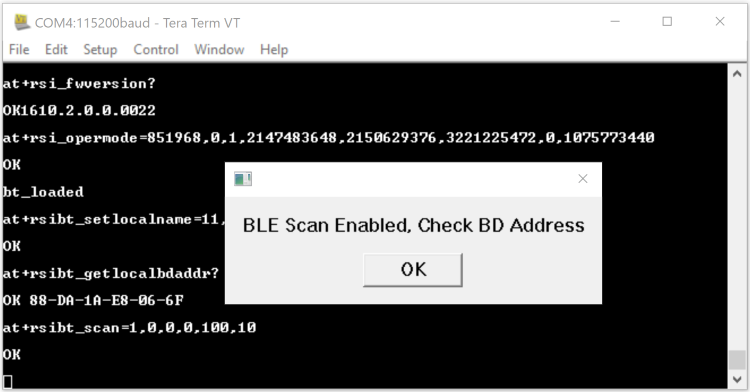 COM4:115200baud - Tera Term VT
File Edit Setup Control Window Help
at+rsi_fwversion?
OK1610.2.0.0.0022
at+rsi_opermode=851968,0,1,2147483648,2150629376,3221225472,0,1075773440
OK
bt_loaded
at+rsibt_setlocalname=11,
OK
at+rsibt_getlocalbdaddr?
OK 88-DA-1A-E8-06-6F
at+rsibt_scan=1,0,0,0,100,10
OK
BLE Scan Enabled, Check BD Address
OK